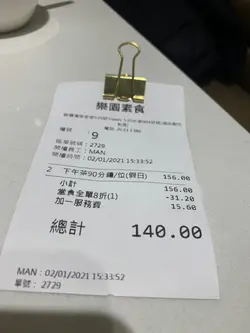 樂園素食
檯號： 9
賬單號碼： 2729
開檯員工： MAN
開檯時間： 02/01/2021 15:33:52
2 下午茶90分鐘/位(假日) 156.00
小計 156.00
堂食全單8折(1) -31.20
加一服務費 15.60
總計 140.00
MAN : 02/01/2021 15:33:52
單號： 2729